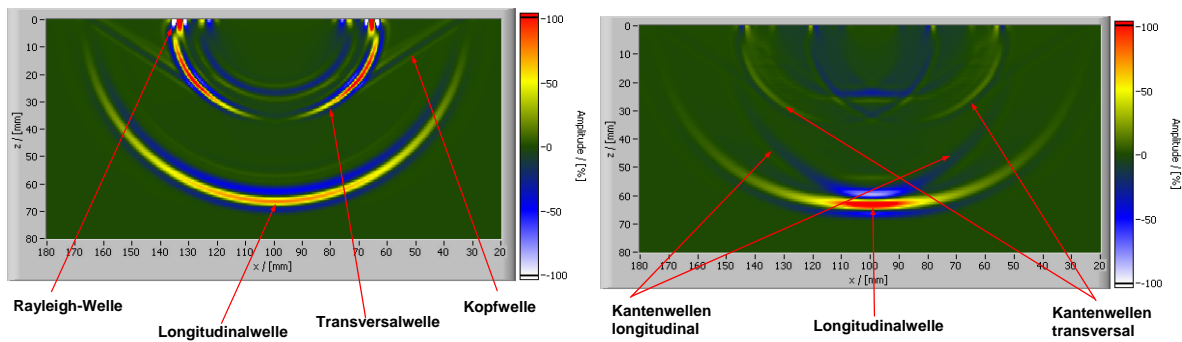 0
10
20
30
40
50
60
70
80
z / [mm]
180 170 160 150 140 130 120 110 100 90 80 70 60 50 40 30 20
x / [mm]
100
50
0
-50
-100
Amplitude / [%]
Rayleigh-Welle
Longitudinalwelle
Transversalwelle
Kopfwelle
0
10
20
30
40
50
60
70
80
z / [mm]
180 170 160 150 140 130 120 110 100 90 80 70 60 50 40 30 20
x / [mm]
100
50
0
-50
-100
Amplitude / [%]
Kantenwellen
longitudinal
Longitudinalwelle
Kantenwellen
transversal